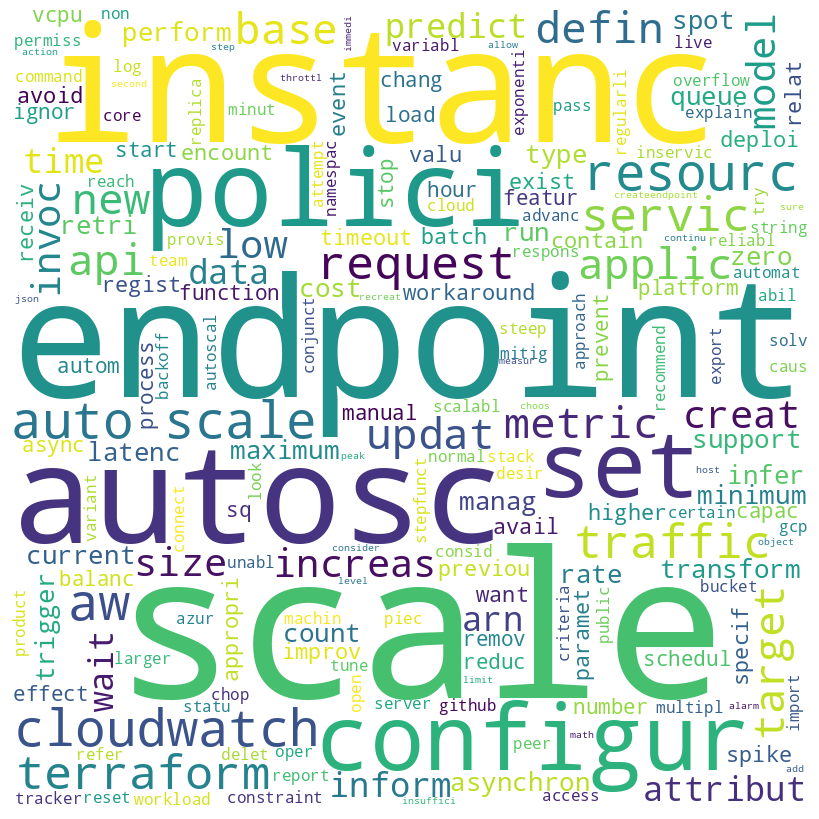 vcpu non perform base instanc defin spot
permiss action command log step variabl immedi allow live
avoid core replica minut event chang load exponenti predict overflow queue explain model relat
ignor second throttl pass regularli
time start encount attempt namespac valu stop type inservic deploi
receiv reach new polici hour cloud featur exist resourc
invoc retri advanc createendpoint try string sure
provis low timeout batch run contain servic continu reliabl
api team data request respons applic zero automat
regist function cost recreat workaround platform abil
json conjunct endpoint
autom process backoff autoscal steep mitig measur approach prevent recommend export solv caus
auto scale manual scalabl choos metric creat
async latenc maximum peak normal stack updat support
variant connect autosc sq look desir stepfunct manag set host infer minimum
avail higher certain capac gcp
current size unabl increas consider consid previou traffic rate transform object
balanc trigger level bucket
product azur appropri machin piec aw count arn remov criteria paramet public specif target
wait larger improv tune scale reduc limit schedul
effect chop statu open server github number multipl alarm import
cloudwatch configur math peer spike
terraform refer delet oper report inform asynchron add attribut
tracker reset workload constraint insuffici access